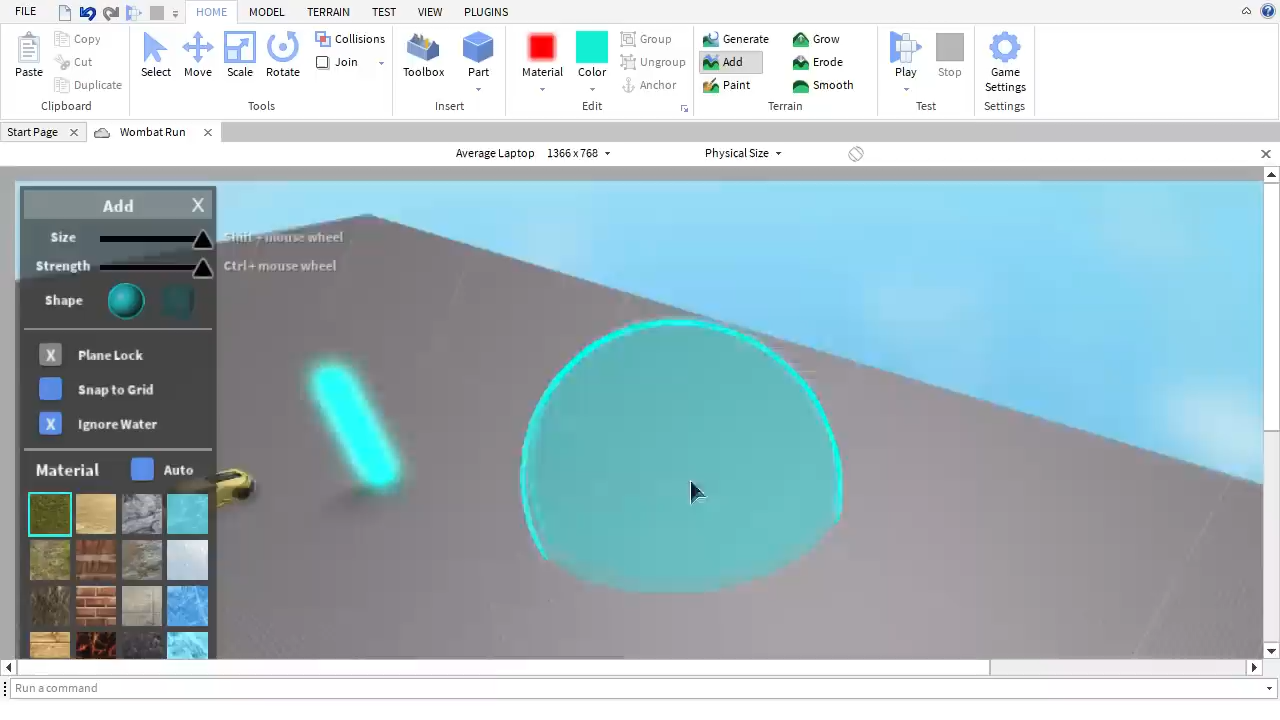 FILE HOME MODEL TERRAIN TEST VIEW PLUGINS
Paste Copy Cut Duplicate
Clipboard
Select Move Scale Rotate Collisions Join
Tools
Toolbox Part
Insert
Material Color Group Ungroup Anchor
Edit
Generate Add Paint Grow Erode Smooth
Terrain
Play Stop
Test
Game Settings
Settings
Start Page Wombat Run
Average Laptop 1366 x 768 Physical Size
Add X
Size Shift + mouse wheel
Strength Ctrl + mouse wheel
Shape
X Plane Lock
Snap to Grid
X Ignore Water
Material Auto
Run a command